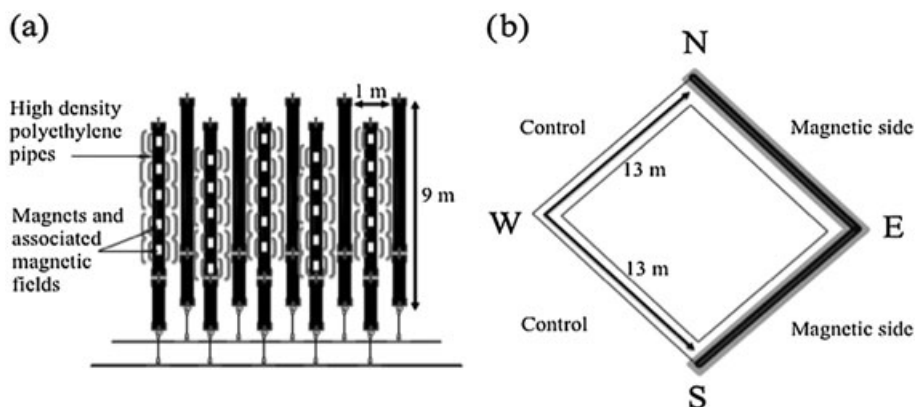 (a)
High density
polyethylene
pipes
Magnets and
associated
magnetic
fields
1 m
9 m
(b)
N
Control
Magnetic side
13 m
W
E
13 m
Control
Magnetic side
S